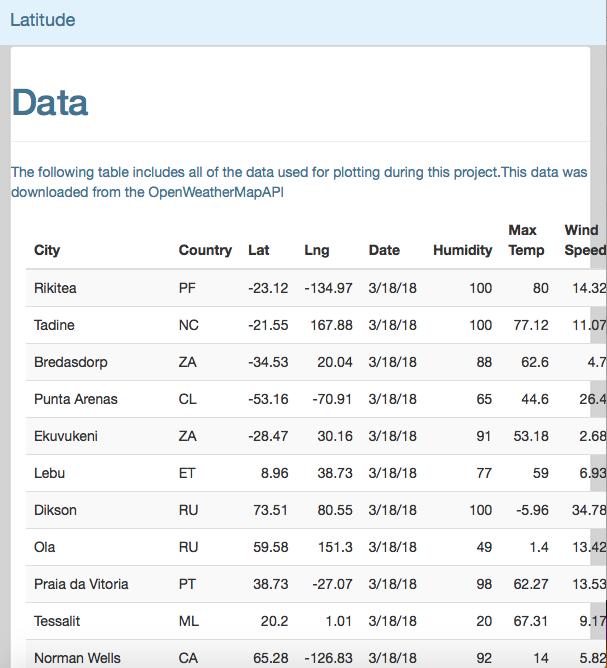 Latitude
Data
The following table includes all of the data used for plotting during this project.This data was
downloaded from the OpenWeatherMapAPI
City Country Lat Lng Date Humidity Max Temp Wind Speed
Rikitea PF -23.12 -134.97 3/18/18 100 80 14.32
Tadine NC -21.55 167.88 3/18/18 100 77.12 11.07
Bredasdorp ZA -34.53 20.04 3/18/18 88 62.6 4.7
Punta Arenas CL -53.16 -70.91 3/18/18 65 44.6 26.4
Ekuvukeni ZA -28.47 30.16 3/18/18 91 53.18 2.68
Lebu ET 8.96 38.73 3/18/18 77 59 6.93
Dikson RU 73.51 80.55 3/18/18 100 -5.96 34.78
Ola RU 59.58 151.3 3/18/18 49 1.4 13.42
Praia da Vitoria PT 38.73 -27.07 3/18/18 98 62.27 13.53
Tessalit ML 20.2 1.01 3/18/18 20 67.31 9.17
Norman Wells CA 65.28 -126.83 3/18/18 92 14 5.82